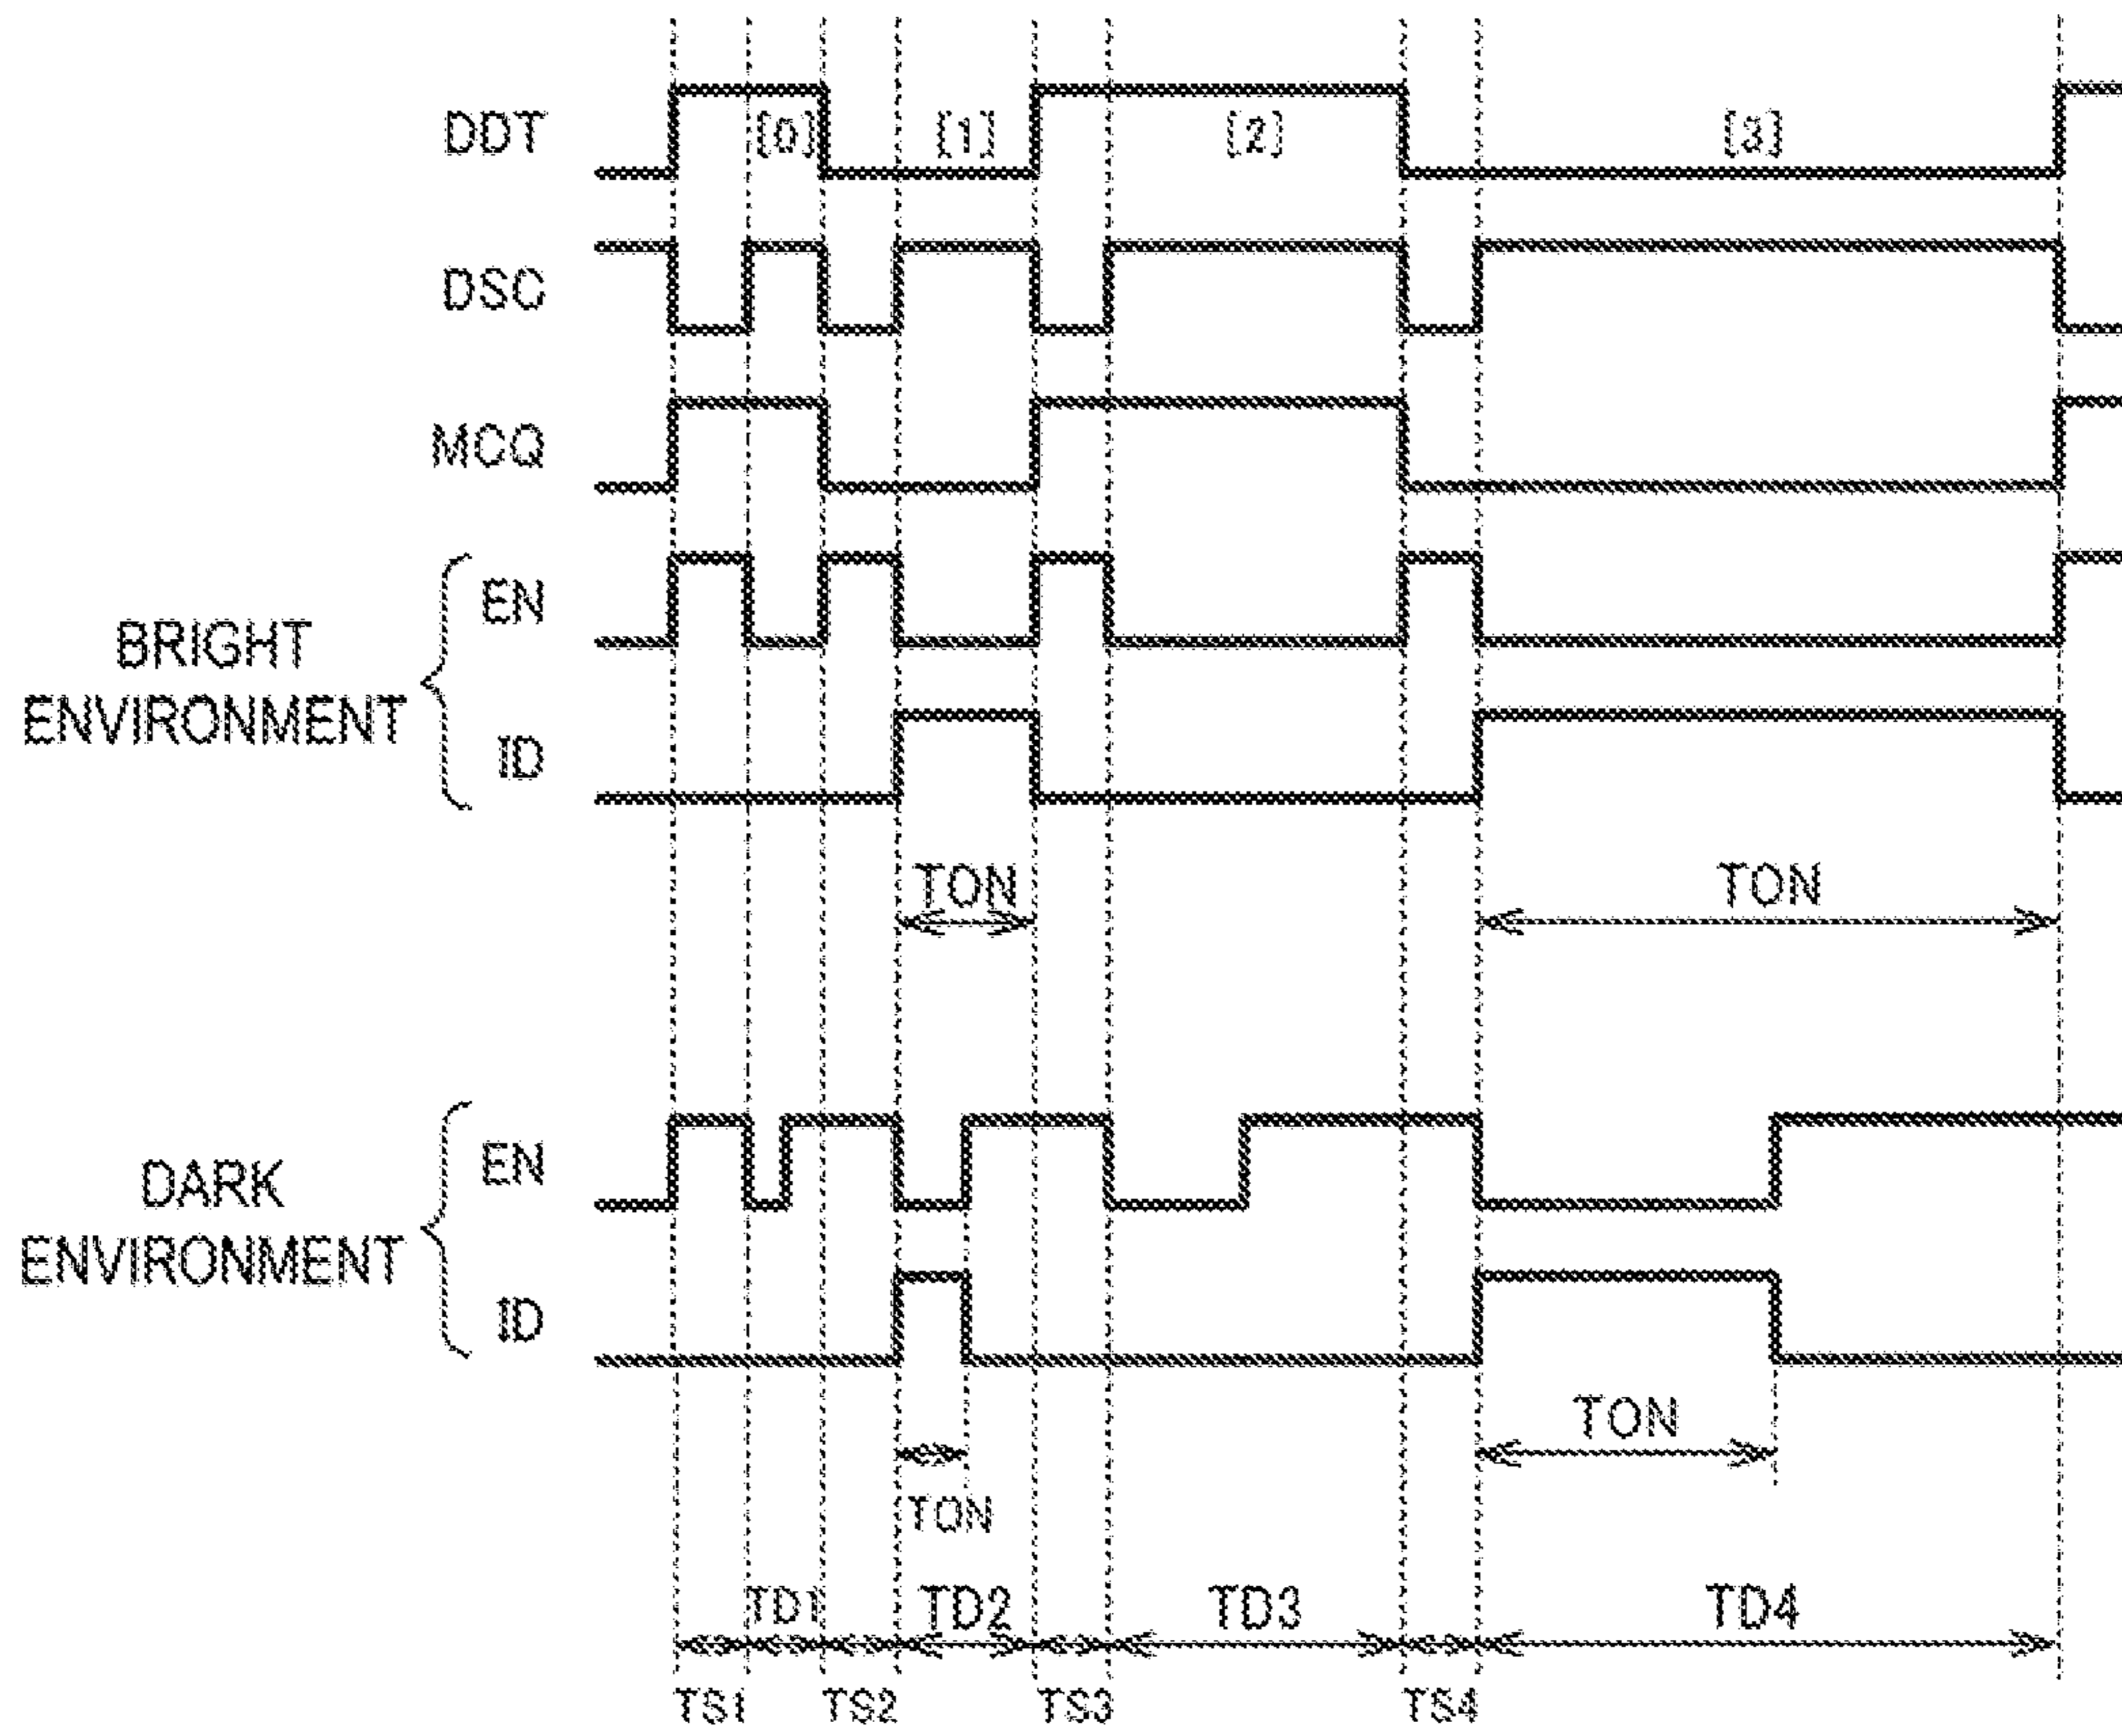 DDT
[0]
[1]
[2]
[3]
DSC
MCQ
BRIGHT
ENVIRONMENT
EN
ID
TON
TON
DARK
ENVIRONMENT
EN
ID
TON
TON
TD1
TD2
TD3
TD4
TS1
TS2
TS3
TS4